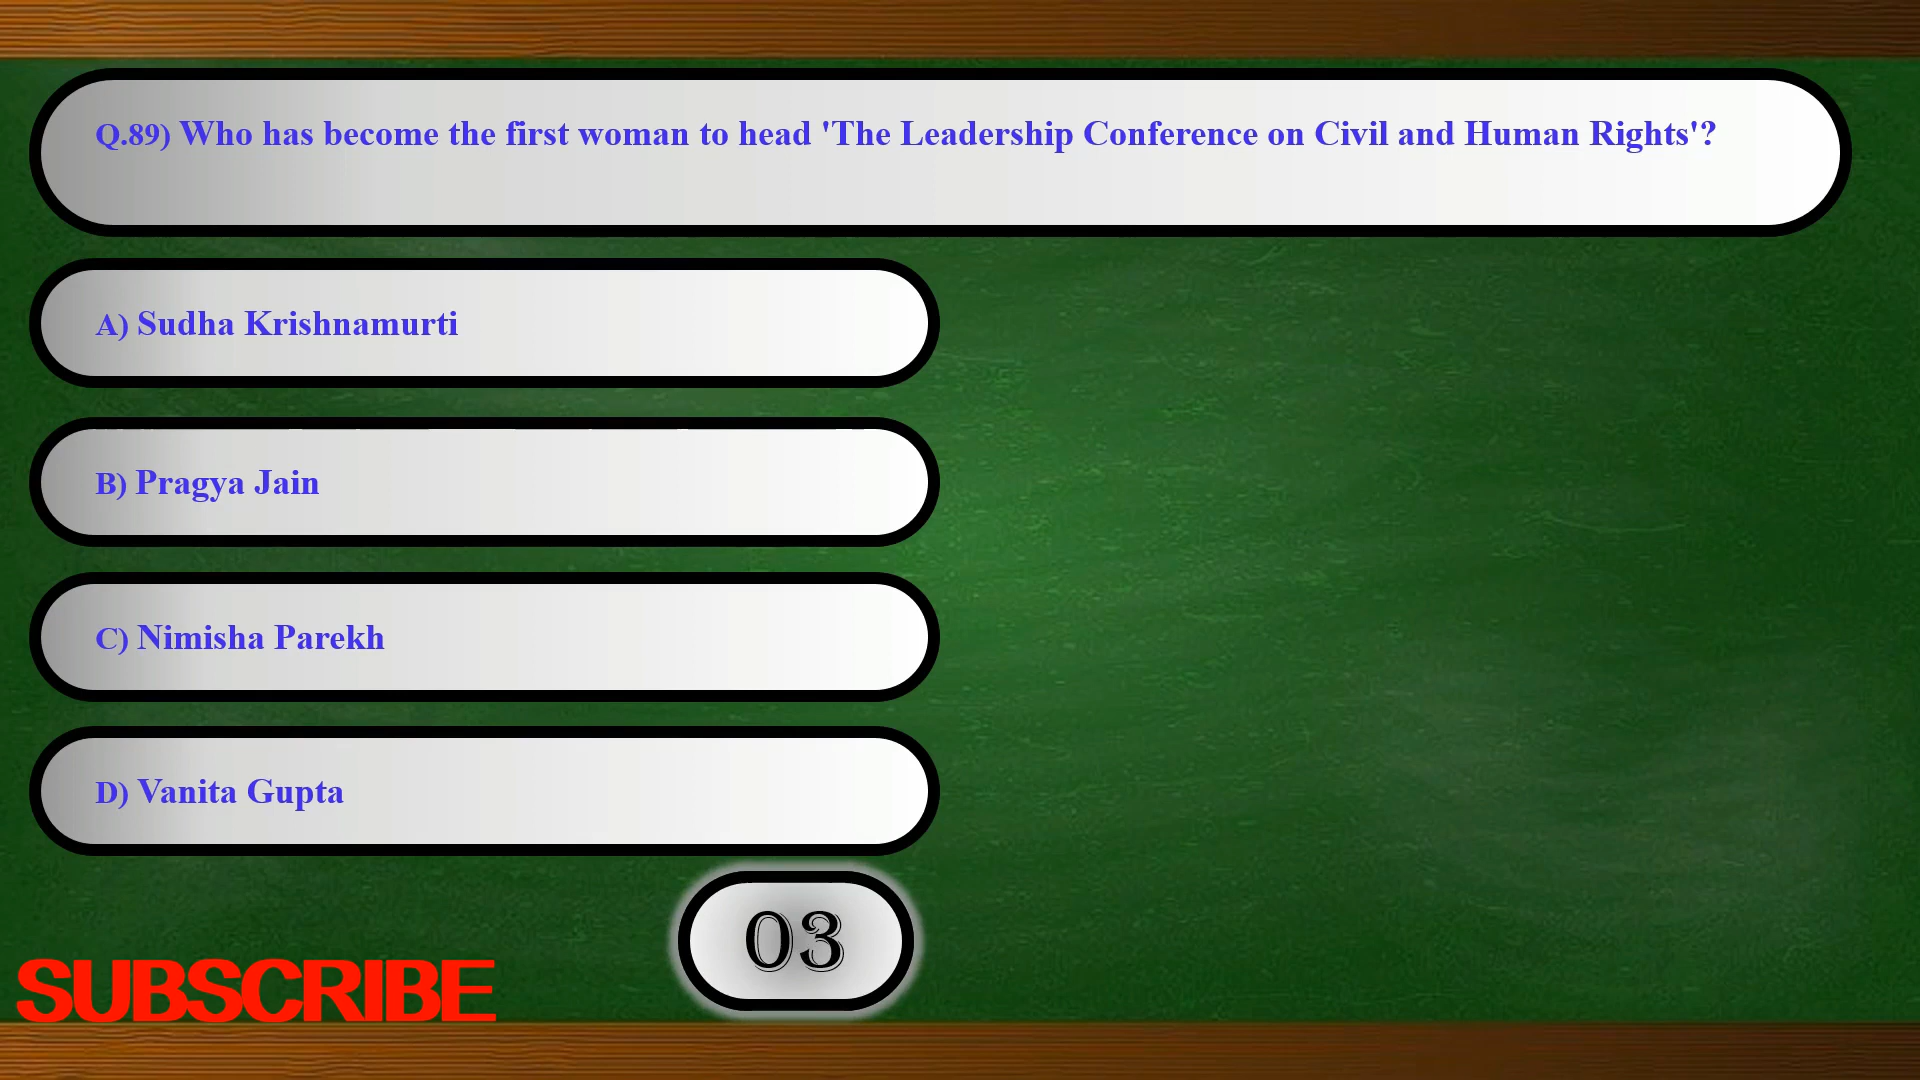 Q.89) Who has become the first woman to head 'The Leadership Conference on Civil and Human Rights'?
A) Sudha Krishnamurti
B) Pragya Jain
C) Nimisha Parekh
D) Vanita Gupta
03
SUBSCRIBE